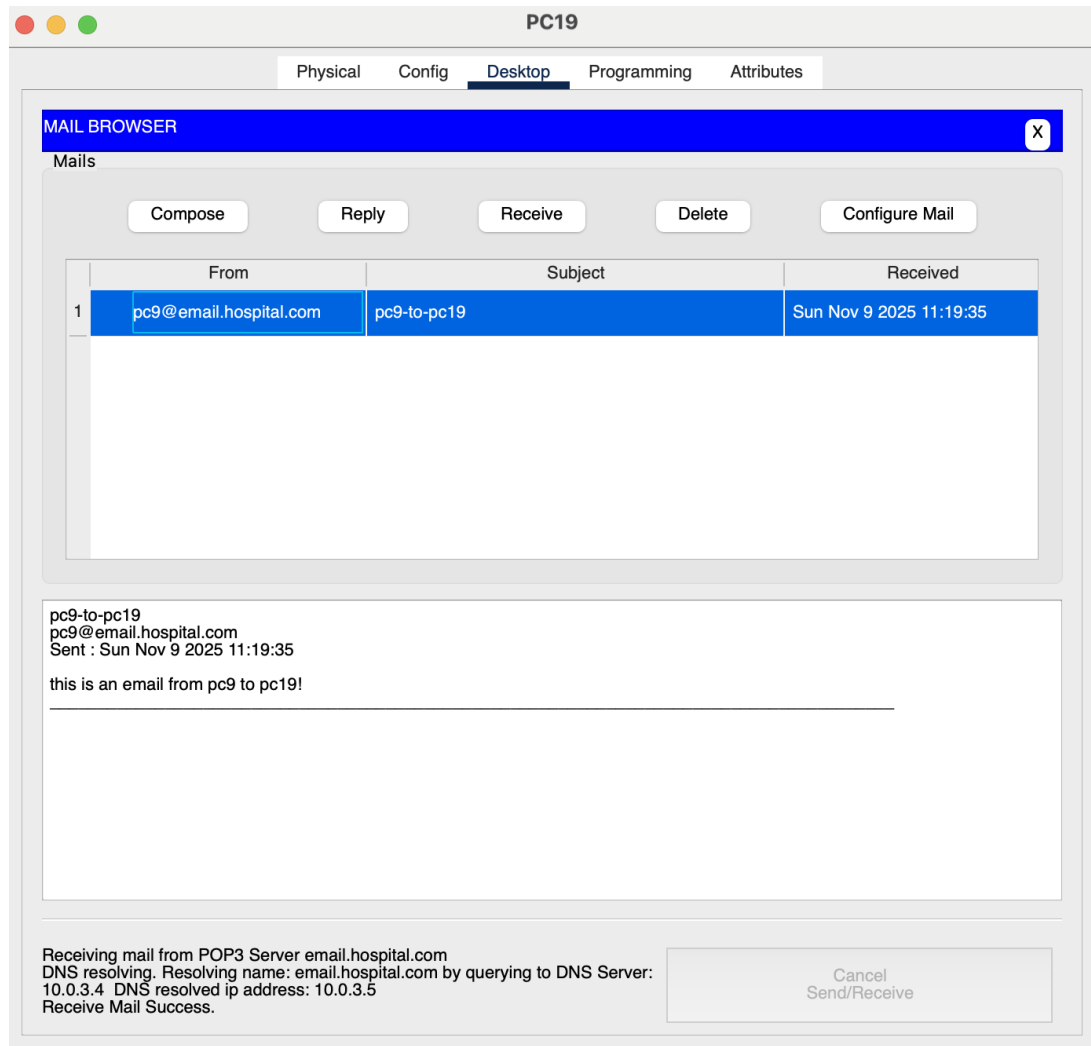 PC19
Physical Config Desktop Programming Attributes
MAIL BROWSER X
Mails
Compose Reply Receive Delete Configure Mail
From Subject Received
1 pc9@email.hospital.com pc9-to-pc19 Sun Nov 9 2025 11:19:35
pc9-to-pc19
pc9@email.hospital.com
Sent : Sun Nov 9 2025 11:19:35
this is an email from pc9 to pc19!
Receiving mail from POP3 Server email.hospital.com
DNS resolving. Resolving name: email.hospital.com by querying to DNS Server:
10.0.3.4 DNS resolved ip address: 10.0.3.5
Receive Mail Success.
Cancel
Send/Receive